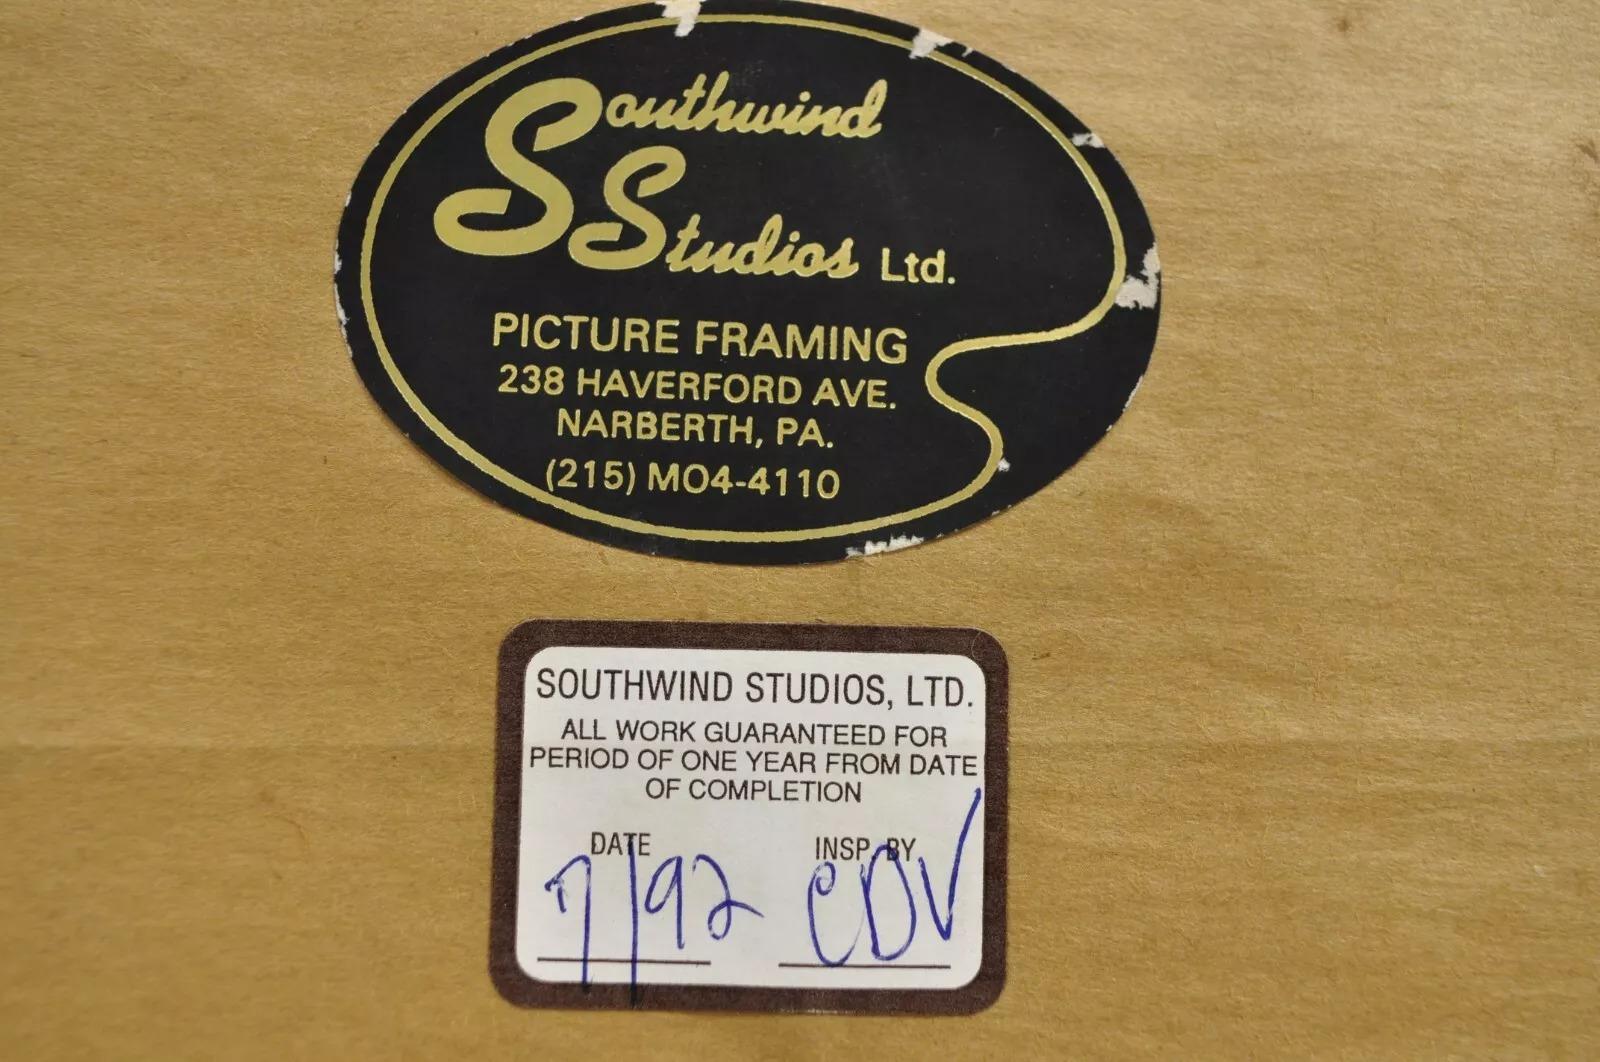 Southwind
Studios Ltd.
PICTURE FRAMING
238 HAVERFORD AVE.
NARBERTH, PA.
(215) MO4-4110
SOUTHWIND STUDIOS, LTD.
ALL WORK GUARANTEED FOR
PERIOD OF ONE YEAR FROM DATE
OF COMPLETION
DATE INSP. BY
7/92 CDV